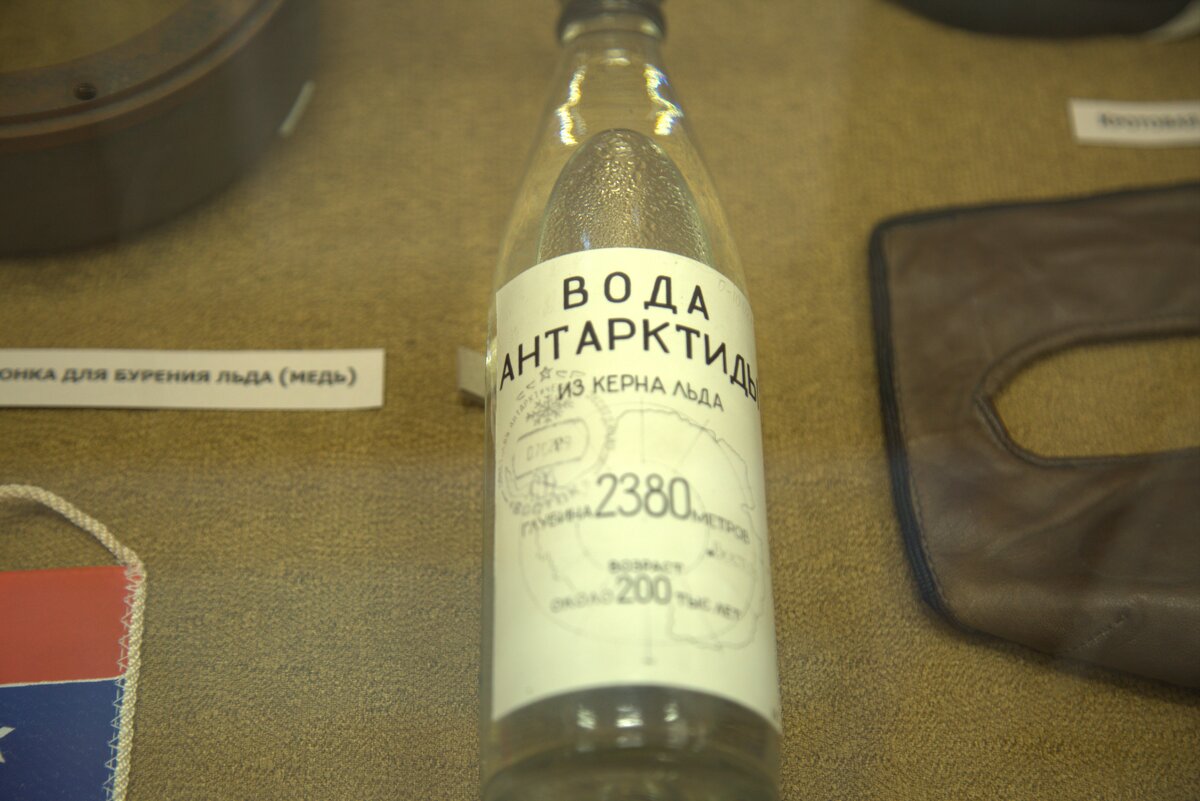 ВОДА
АНТАРКТИДЫ
ИЗ КЕРНА ЛЬДА
ГЛУБИНА 2380 МЕТРОВ
ВОЗРАСТ
ОКОЛО 200 ТЫС ЛЕТ
ОНКА ДЛЯ БУРЕНИЯ ЛЬДА (МЕДЬ)